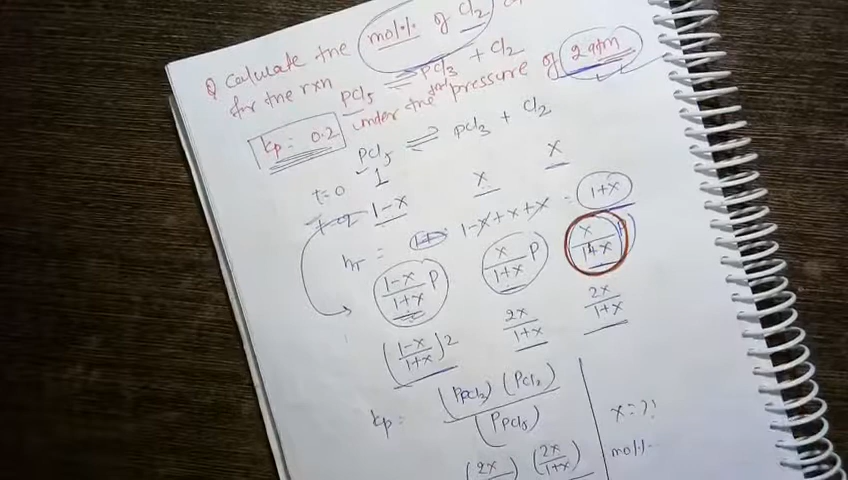 Q Calculate the mol% of Cl2
for the rxn PCl5 ⇌ PCl3 + Cl2
under the total pressure of 2 atm
Kp = 0.2
PCl5 ⇌ PCl3 + Cl2
t=0 1
1-x x x
nT = 1-x+x+x = 1+x
1-x/1+x P x/1+x P x/1+x P
(1-x/1+x)2 2x/1+x 2x/1+x
Kp = (PPCl3) (PCl2) / (PPCl5)
x=??
mol%
(2x (2x/1+x)